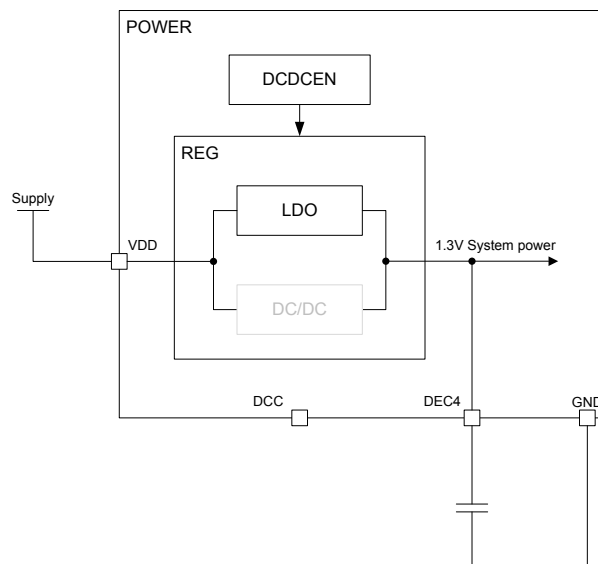 POWER
DCDCEN
REG
Supply
LDO
VDD
1.3V System power
DC/DC
DCC
DEC4
GND